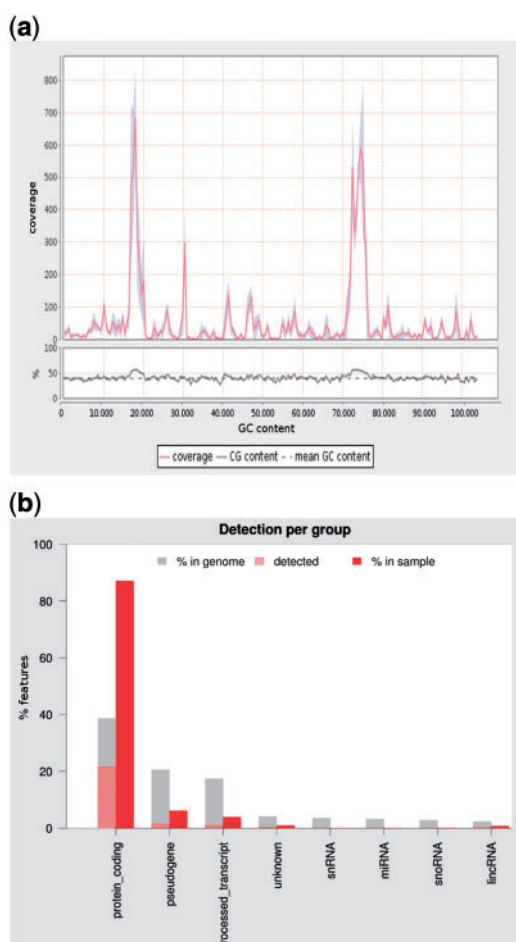 (a)
800
700
600
500
400
300
200
100
0
coverage
100
50
0
%
0 10.000 20.000 30.000 40.000 50.000 60.000 70.000 80.000 90.000 100.000
GC content
coverage CG content mean GC content
(b)
Detection per group
% in genome detected % in sample
100
80
60
40
20
0
% features
protein_coding
pseudogene
rocessed_transcript
unknown
snRNA
miRNA
snoRNA
lincRNA